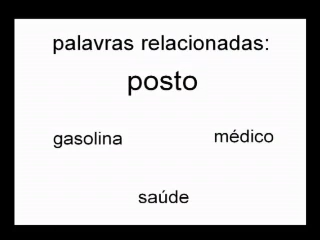 palavras relacionadas:
posto
gasolina
médico
saúde